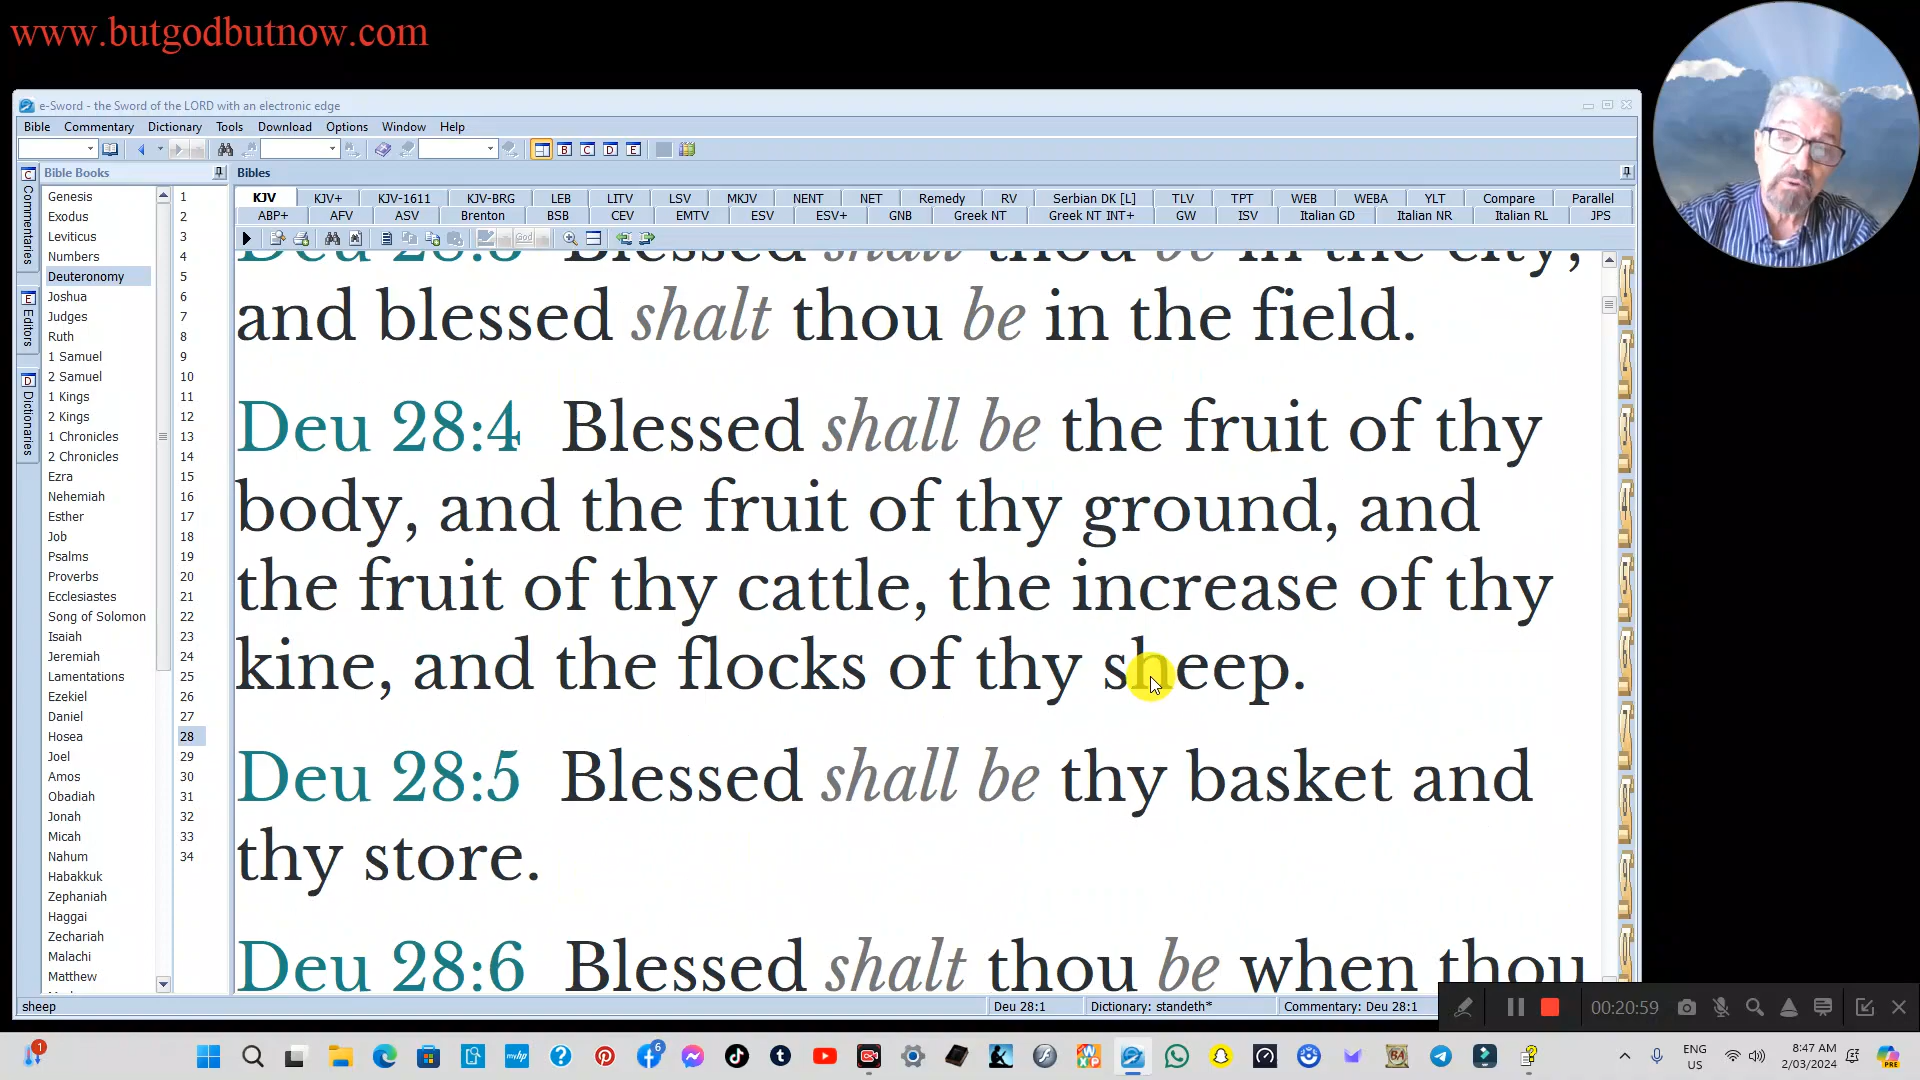 www.butgodbutnow.com
e-Sword - the Sword of the LORD with an electronic edge
Bible Commentary Dictionary Tools Download Options Window Help
Bible Books
Bibles
KJV KJV+ KJV-1611 KJV-BRG LEB LITV LSV MKJV NENT NET Remedy RV Serbian DK [L] TLV TPT WEB WEBA YLT Compare Parallel
ABP+ AFV ASV Brenton BSB CEV EMTV ESV ESV+ GNB Greek NT Greek NT INT+ GW ISV Italian GD Italian NR Italian RL JPS
Commentaries
Editors
Dictionaries
Genesis 1
Exodus 2
Leviticus 3
Numbers 4
Deuteronomy 5
Joshua 6
Judges 7
Ruth 8
1 Samuel 9
2 Samuel 10
1 Kings 11
2 Kings 12
1 Chronicles 13
2 Chronicles 14
Ezra 15
Nehemiah 16
Esther 17
Job 18
Psalms 19
Proverbs 20
Ecclesiastes 21
Song of Solomon 22
Isaiah 23
Jeremiah 24
Lamentations 25
Ezekiel 26
Daniel 27
Hosea 28
Joel 29
Amos 30
Obadiah 31
Jonah 32
Micah 33
Nahum 34
Habakkuk
Zephaniah
Haggai
Zechariah
Malachi
Matthew
Blessed shalt thou be in the city,
and blessed shalt thou be in the field.
Deu 28:4 Blessed shall be the fruit of thy
body, and the fruit of thy ground, and
the fruit of thy cattle, the increase of thy
kine, and the flocks of thy sheep.
Deu 28:5 Blessed shall be thy basket and
thy store.
Deu 28:6 Blessed shalt thou be when thou
sheep
Deu 28:1
Dictionary: standeth*
Commentary: Deu 28:1
00:20:59
ENG
US
8:47 AM
2/03/2024